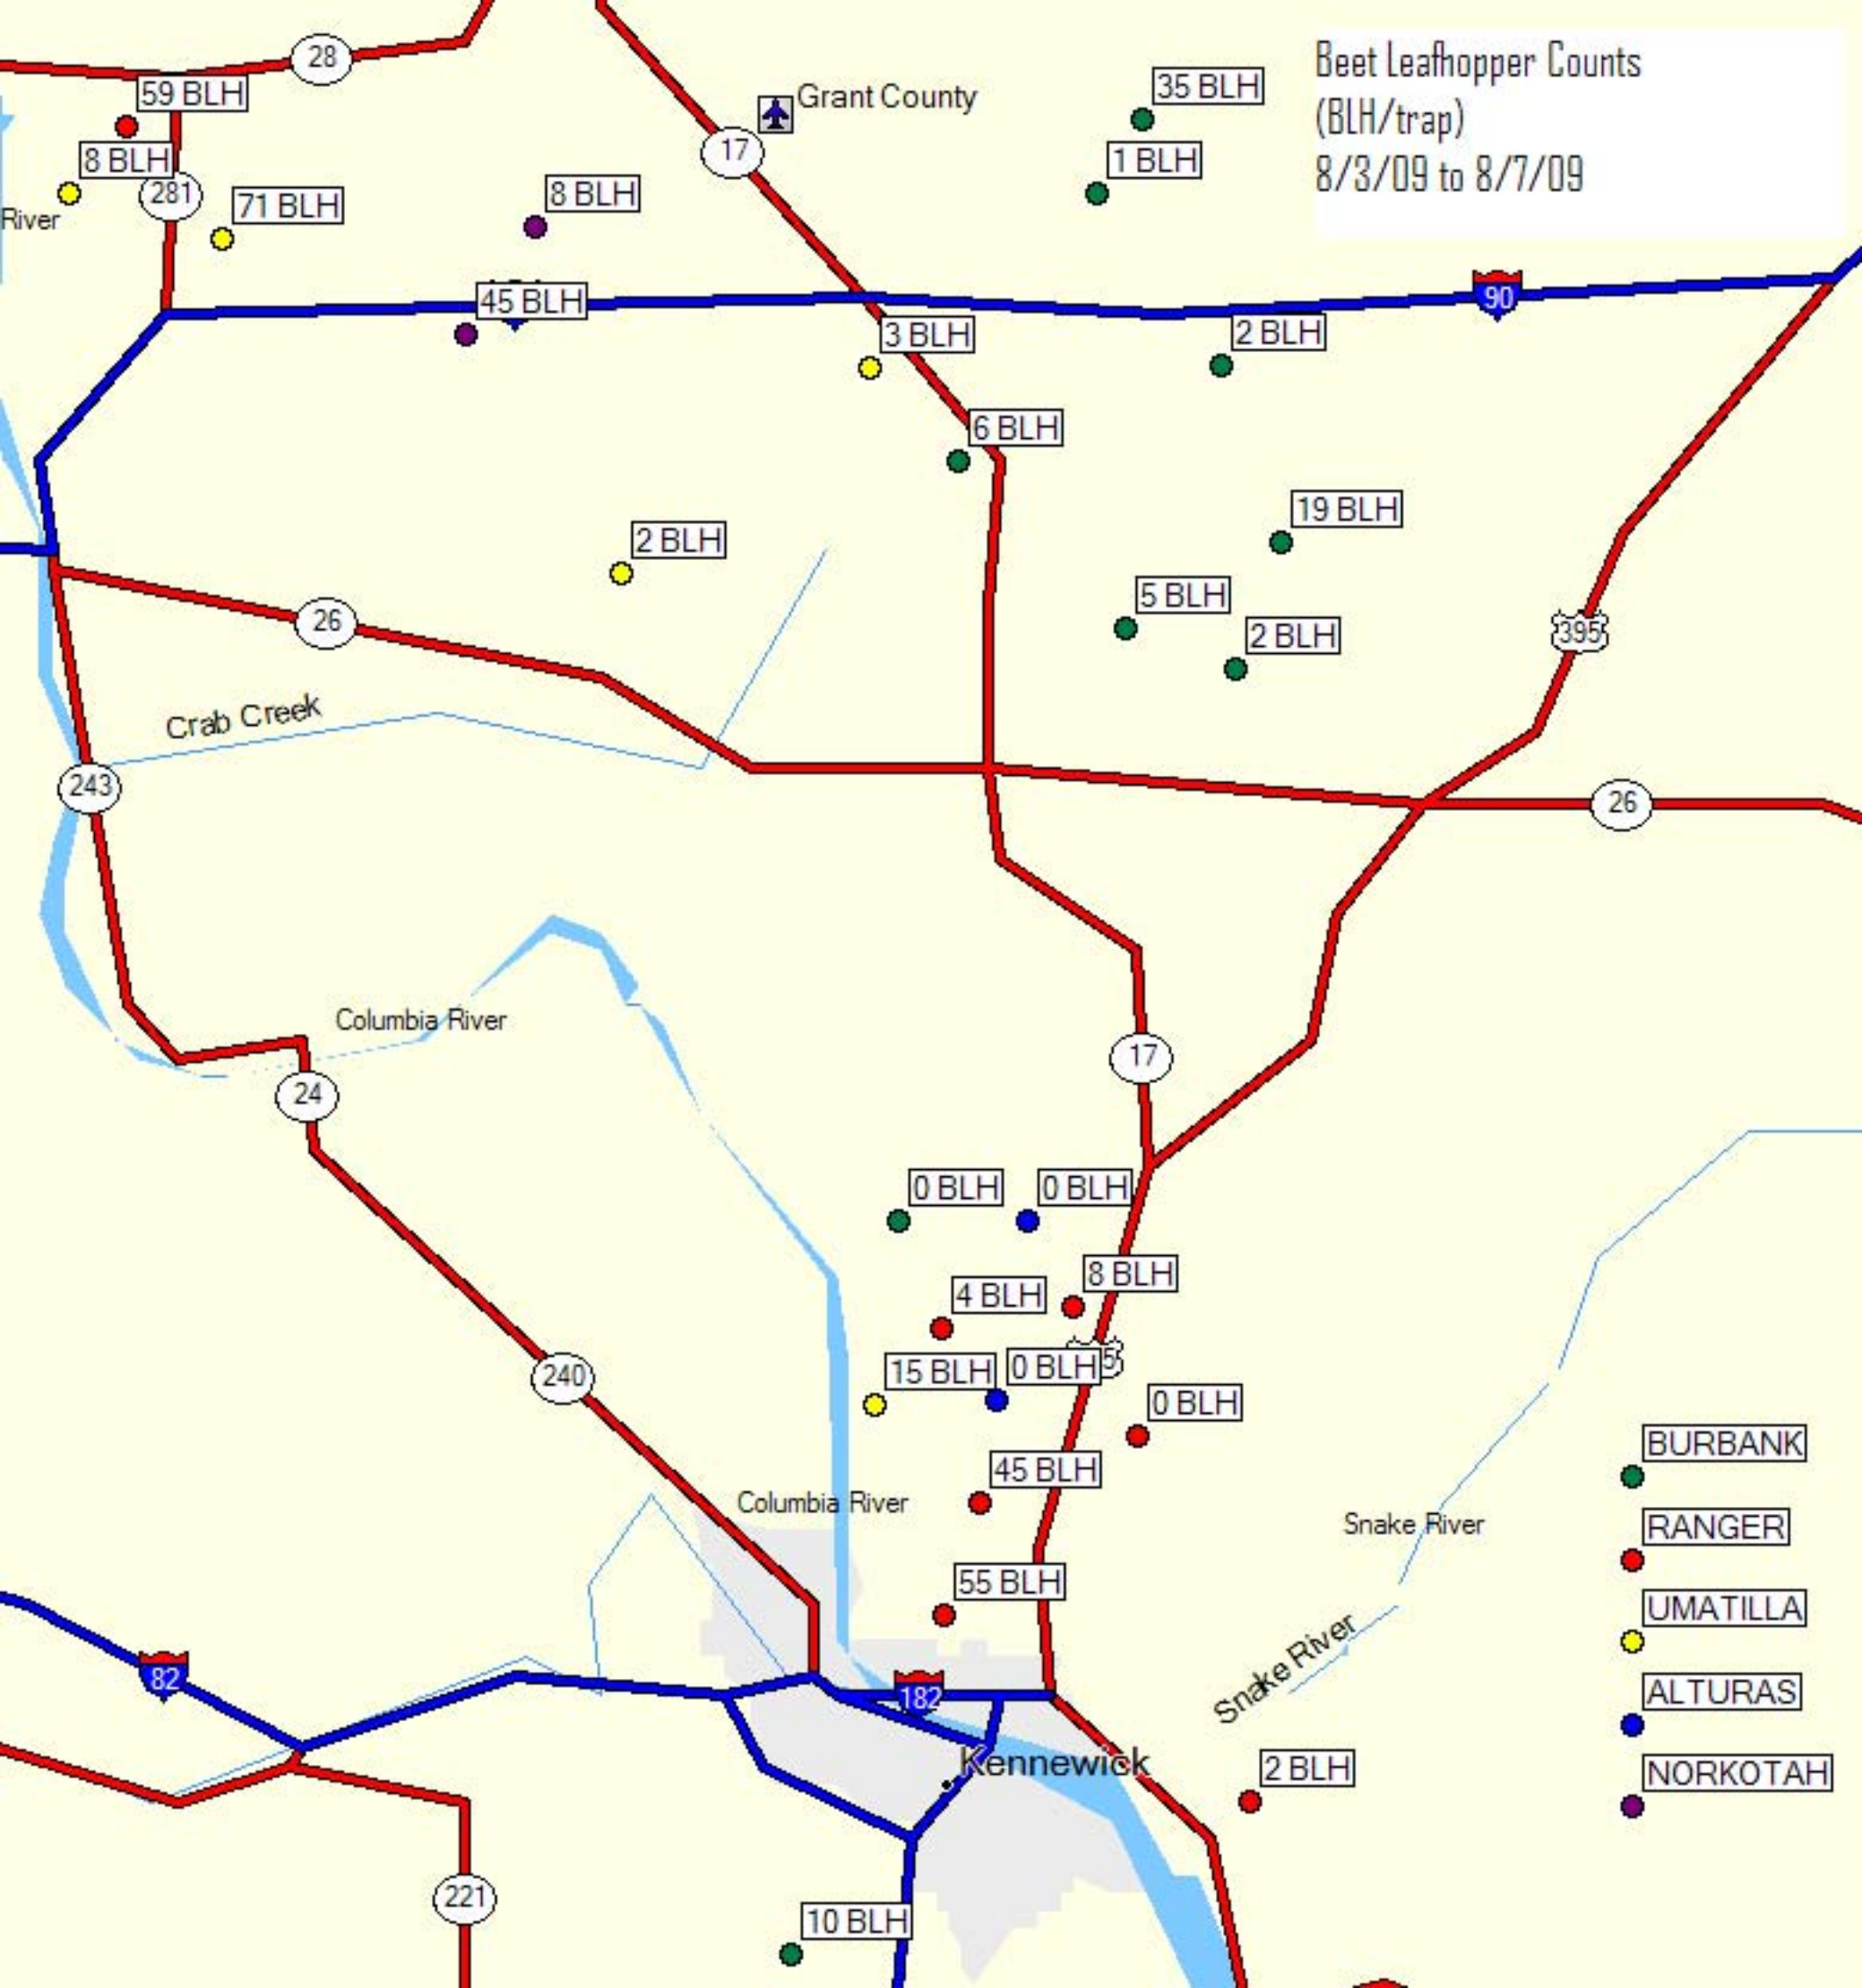 Beet Leafhopper Counts
(BLH/trap)
8/3/09 to 8/7/09
28
59 BLH
8 BLH
281
River
71 BLH
8 BLH
17
Grant County
35 BLH
1 BLH
45 BLH
90
3 BLH
2 BLH
6 BLH
19 BLH
2 BLH
5 BLH
2 BLH
26
395
Crab Creek
243
26
Columbia River
17
24
0 BLH
0 BLH
8 BLH
4 BLH
240
15 BLH
0 BLH
5
0 BLH
45 BLH
Columbia River
Snake River
55 BLH
Snake River
82
182
Kennewick
2 BLH
221
10 BLH
BURBANK
RANGER
UMATILLA
ALTURAS
NORKOTAH